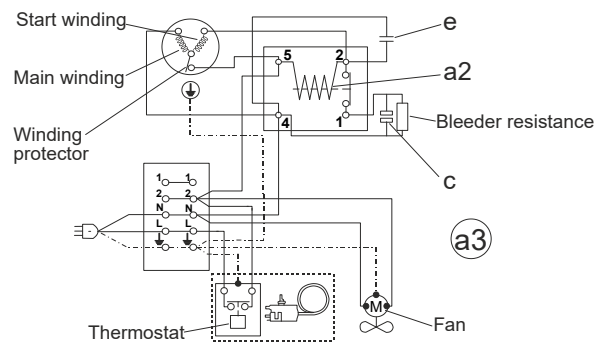 Start winding
e
5
2
a2
Main winding
4
1
Bleeder resistance
Winding
protector
c
1
1
2
2
N
N
L
L
a3
M
Thermostat
Fan